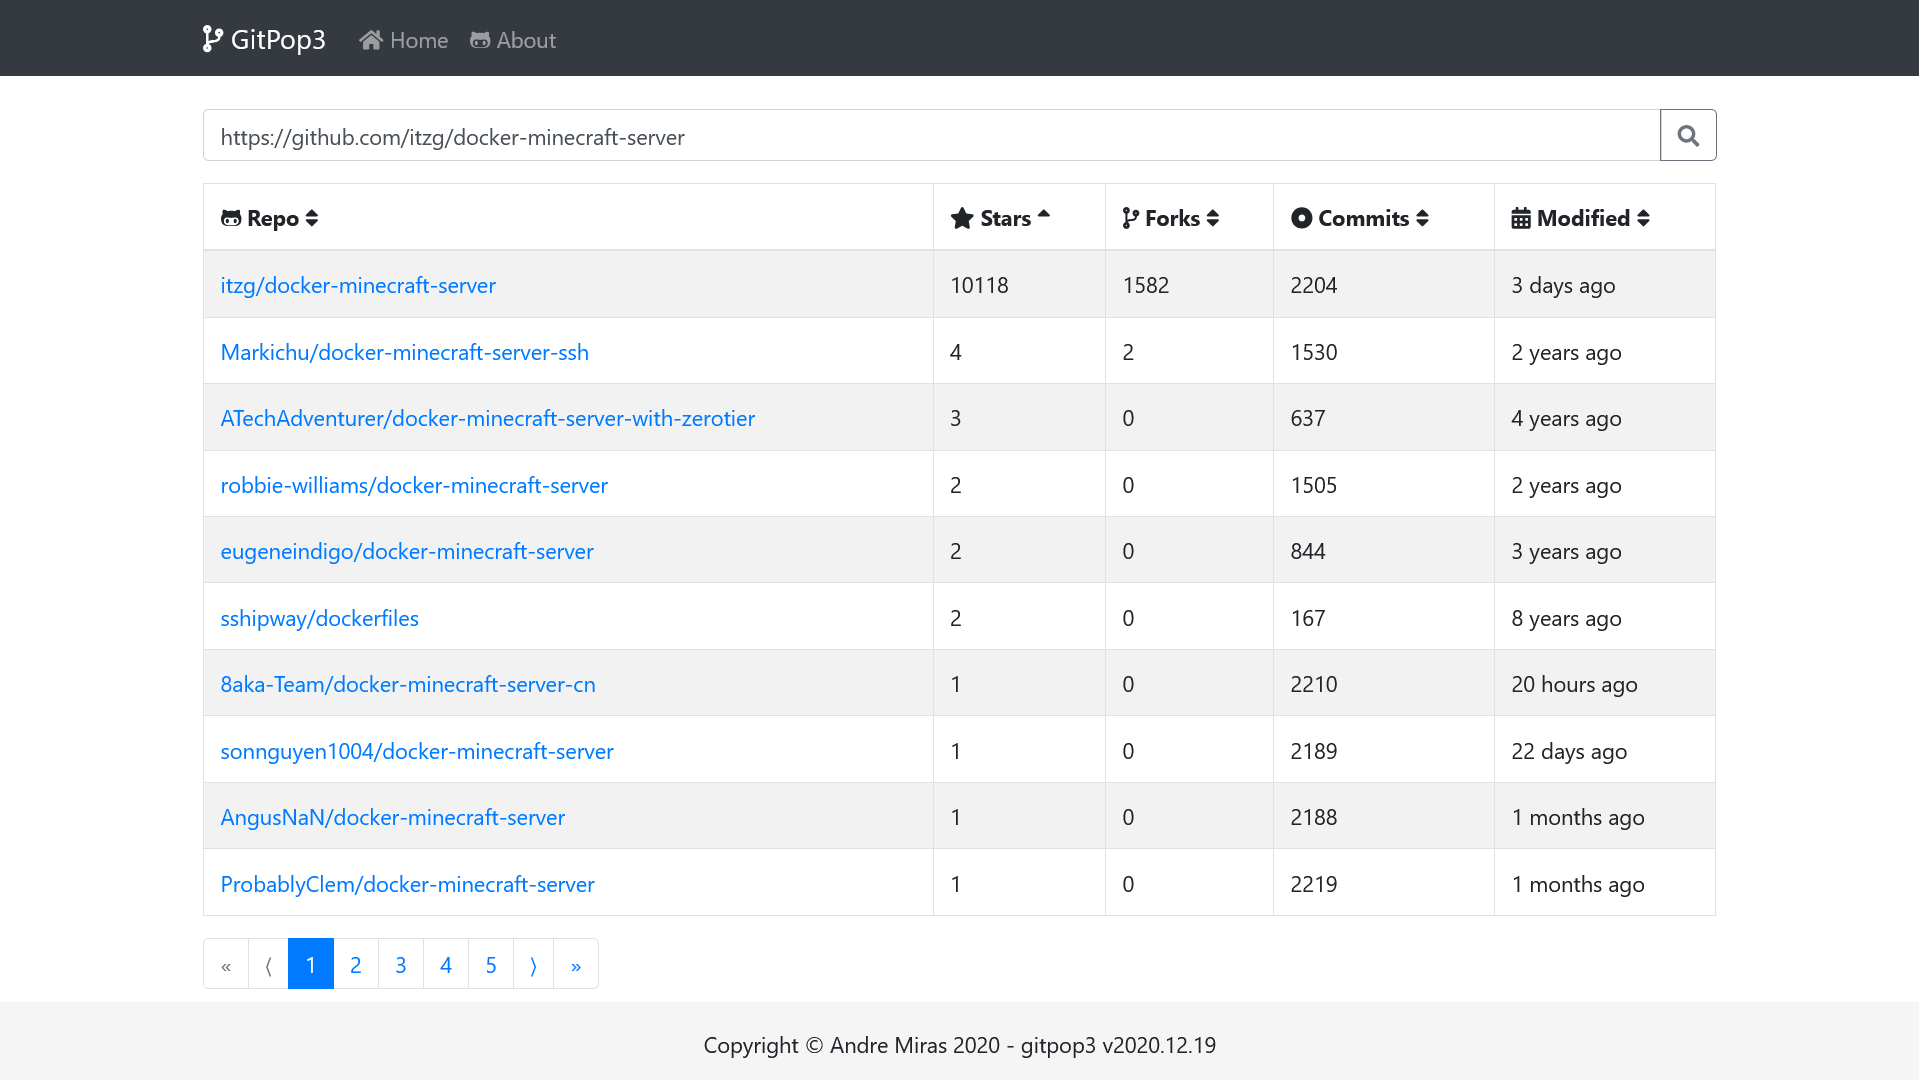 GitPop3 Home About
https://github.com/itzg/docker-minecraft-server
Repo Stars Forks Commits Modified
itzg/docker-minecraft-server 10118 1582 2204 3 days ago
Markichu/docker-minecraft-server-ssh 4 2 1530 2 years ago
ATechAdventurer/docker-minecraft-server-with-zerotier 3 0 637 4 years ago
robbie-williams/docker-minecraft-server 2 0 1505 2 years ago
eugeneindigo/docker-minecraft-server 2 0 844 3 years ago
sshipway/dockerfiles 2 0 167 8 years ago
8aka-Team/docker-minecraft-server-cn 1 0 2210 20 hours ago
sonnguyen1004/docker-minecraft-server 1 0 2189 22 days ago
AngusNaN/docker-minecraft-server 1 0 2188 1 months ago
ProbablyClem/docker-minecraft-server 1 0 2219 1 months ago
« ⟨ 1 2 3 4 5 ⟩ »
Copyright © Andre Miras 2020 - gitpop3 v2020.12.19